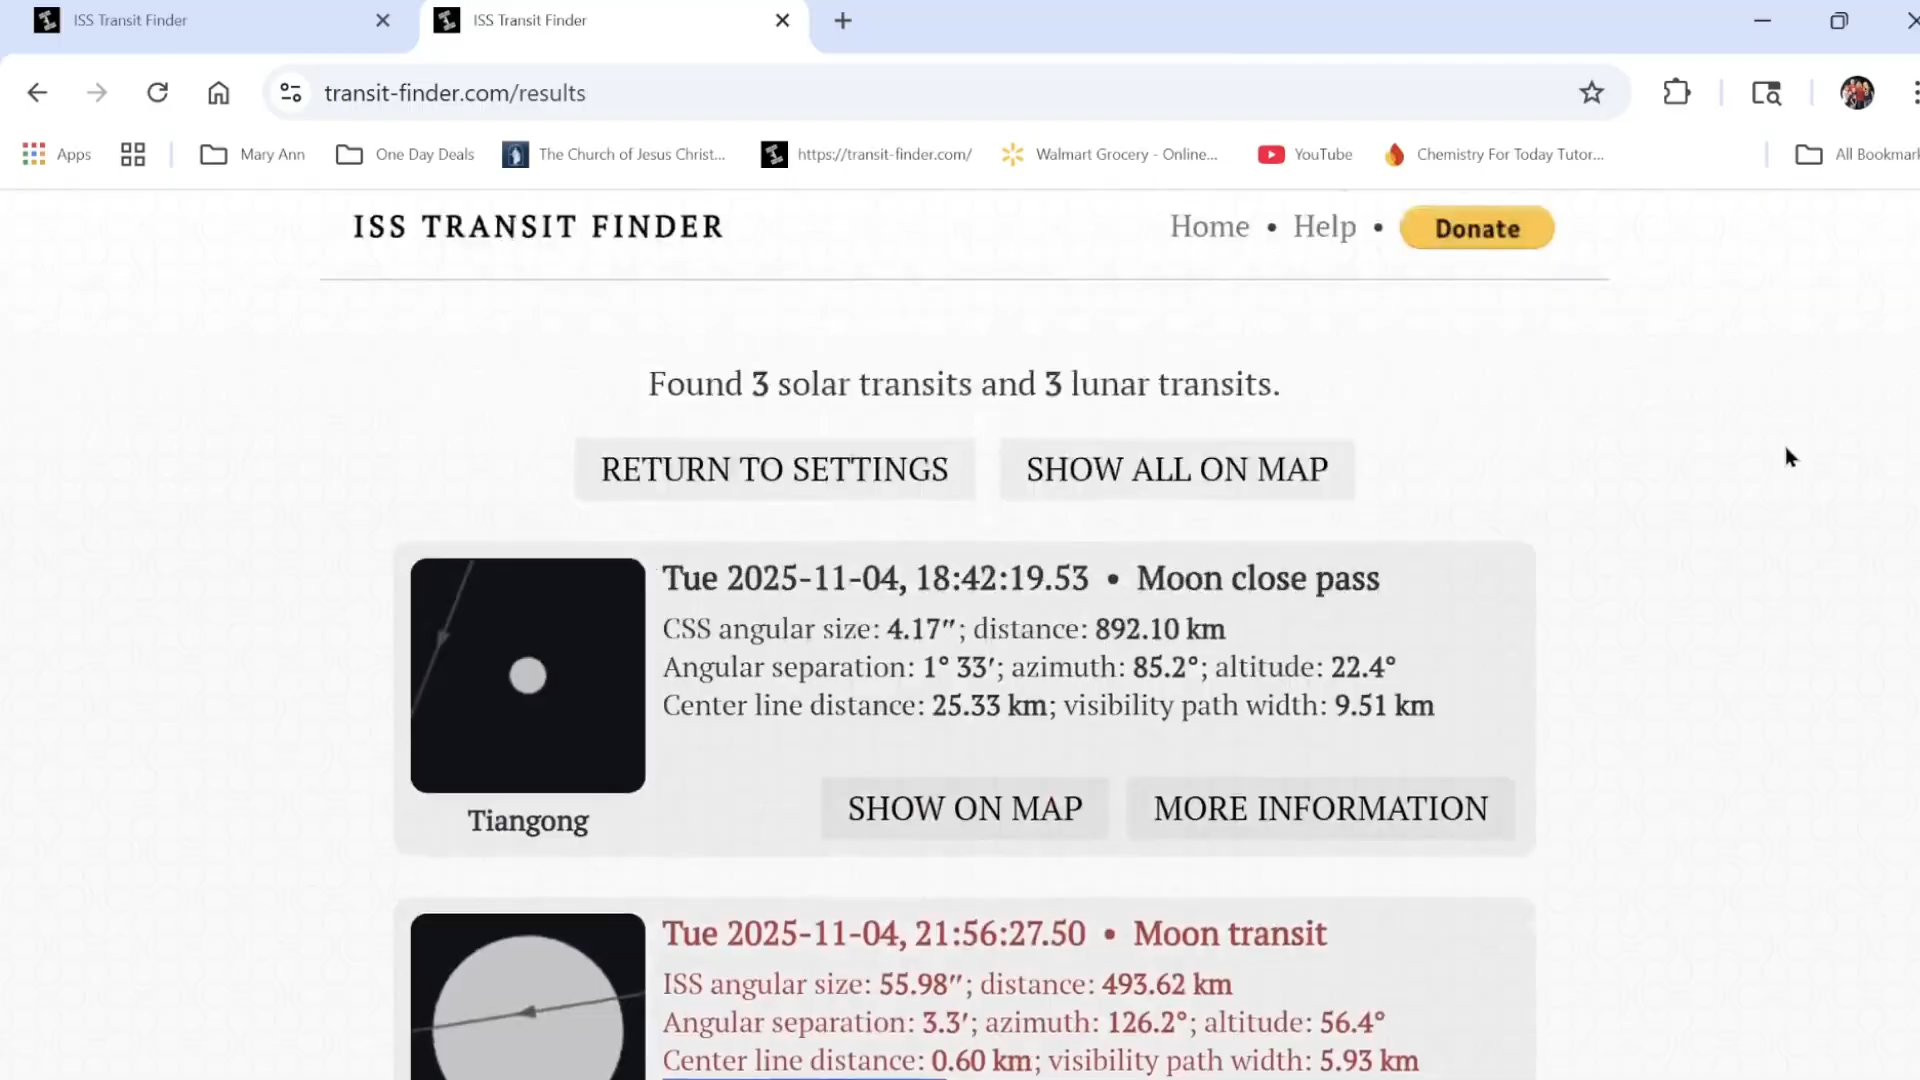 ISS Transit Finder
ISS Transit Finder
transit-finder.com/results
Apps
Mary Ann
One Day Deals
The Church of Jesus Christ...
https://transit-finder.com/
Walmart Grocery - Online...
YouTube
Chemistry For Today Tutor...
All Bookmark
ISS TRANSIT FINDER
Home • Help • Donate
Found 3 solar transits and 3 lunar transits.
RETURN TO SETTINGS
SHOW ALL ON MAP
Tue 2025-11-04, 18:42:19.53 • Moon close pass
CSS angular size: 4.17″; distance: 892.10 km
Angular separation: 1° 33′; azimuth: 85.2°; altitude: 22.4°
Center line distance: 25.33 km; visibility path width: 9.51 km
Tiangong
SHOW ON MAP
MORE INFORMATION
Tue 2025-11-04, 21:56:27.50 • Moon transit
ISS angular size: 55.98″; distance: 493.62 km
Angular separation: 3.3′; azimuth: 126.2°; altitude: 56.4°
Center line distance: 0.60 km; visibility path width: 5.93 km